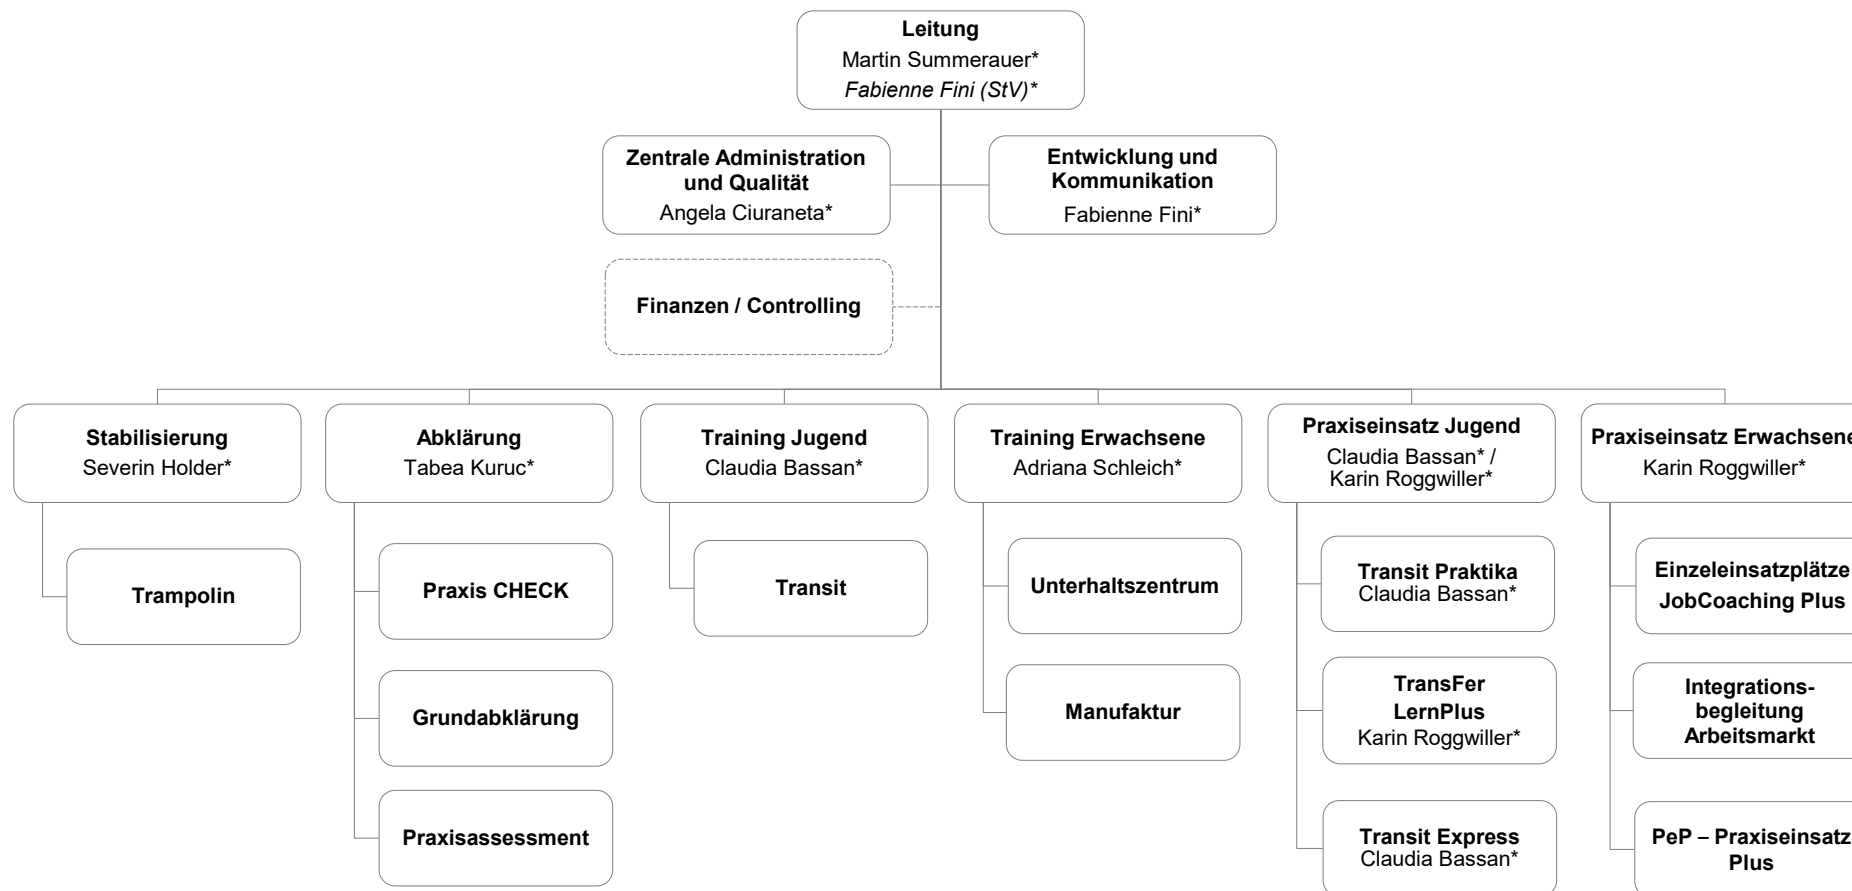 Leitung
Martin Summerauer*
Fabienne Fini (StV)*
Zentrale Administration
und Qualität
Angela Ciuraneta*
Entwicklung und
Kommunikation
Fabienne Fini*
Finanzen / Controlling
Stabilisierung
Severin Holder*
Abklärung
Tabea Kuruc*
Training Jugend
Claudia Bassan*
Training Erwachsene
Adriana Schleich*
Praxiseinsatz Jugend
Claudia Bassan* /
Karin Roggwiller*
Praxiseinsatz Erwachsene
Karin Roggwiller*
Trampolin
Praxis CHECK
Grundabklärung
Praxisassessment
Transit
Unterhaltszentrum
Manufaktur
Transit Praktika
Claudia Bassan*
TransFer
LernPlus
Karin Roggwiller*
Transit Express
Claudia Bassan*
Einzeleinsatzplätze
JobCoaching Plus
Integrations-
begleitung
Arbeitsmarkt
PeP – Praxiseinsatz
Plus